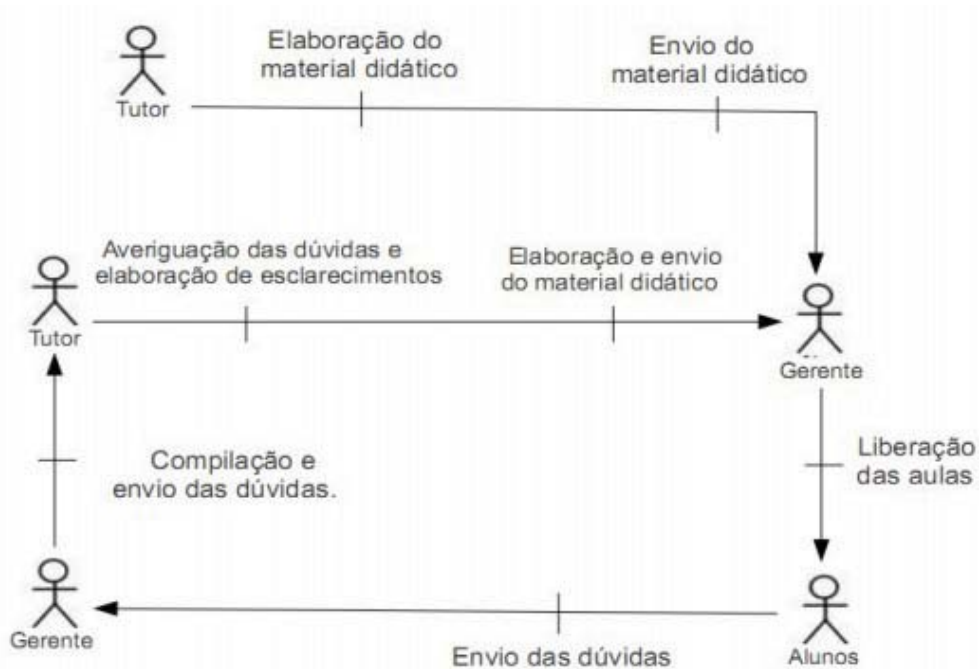 Elaboração do
material didático
Envio do
material didático
Tutor
Averiguação das dúvidas e
elaboração de esclarecimentos
Elaboração e envio
do material didático
Tutor
Gerente
Compilação e
envio das dúvidas.
Liberação
das aulas
Gerente
Envio das dúvidas
Alunos